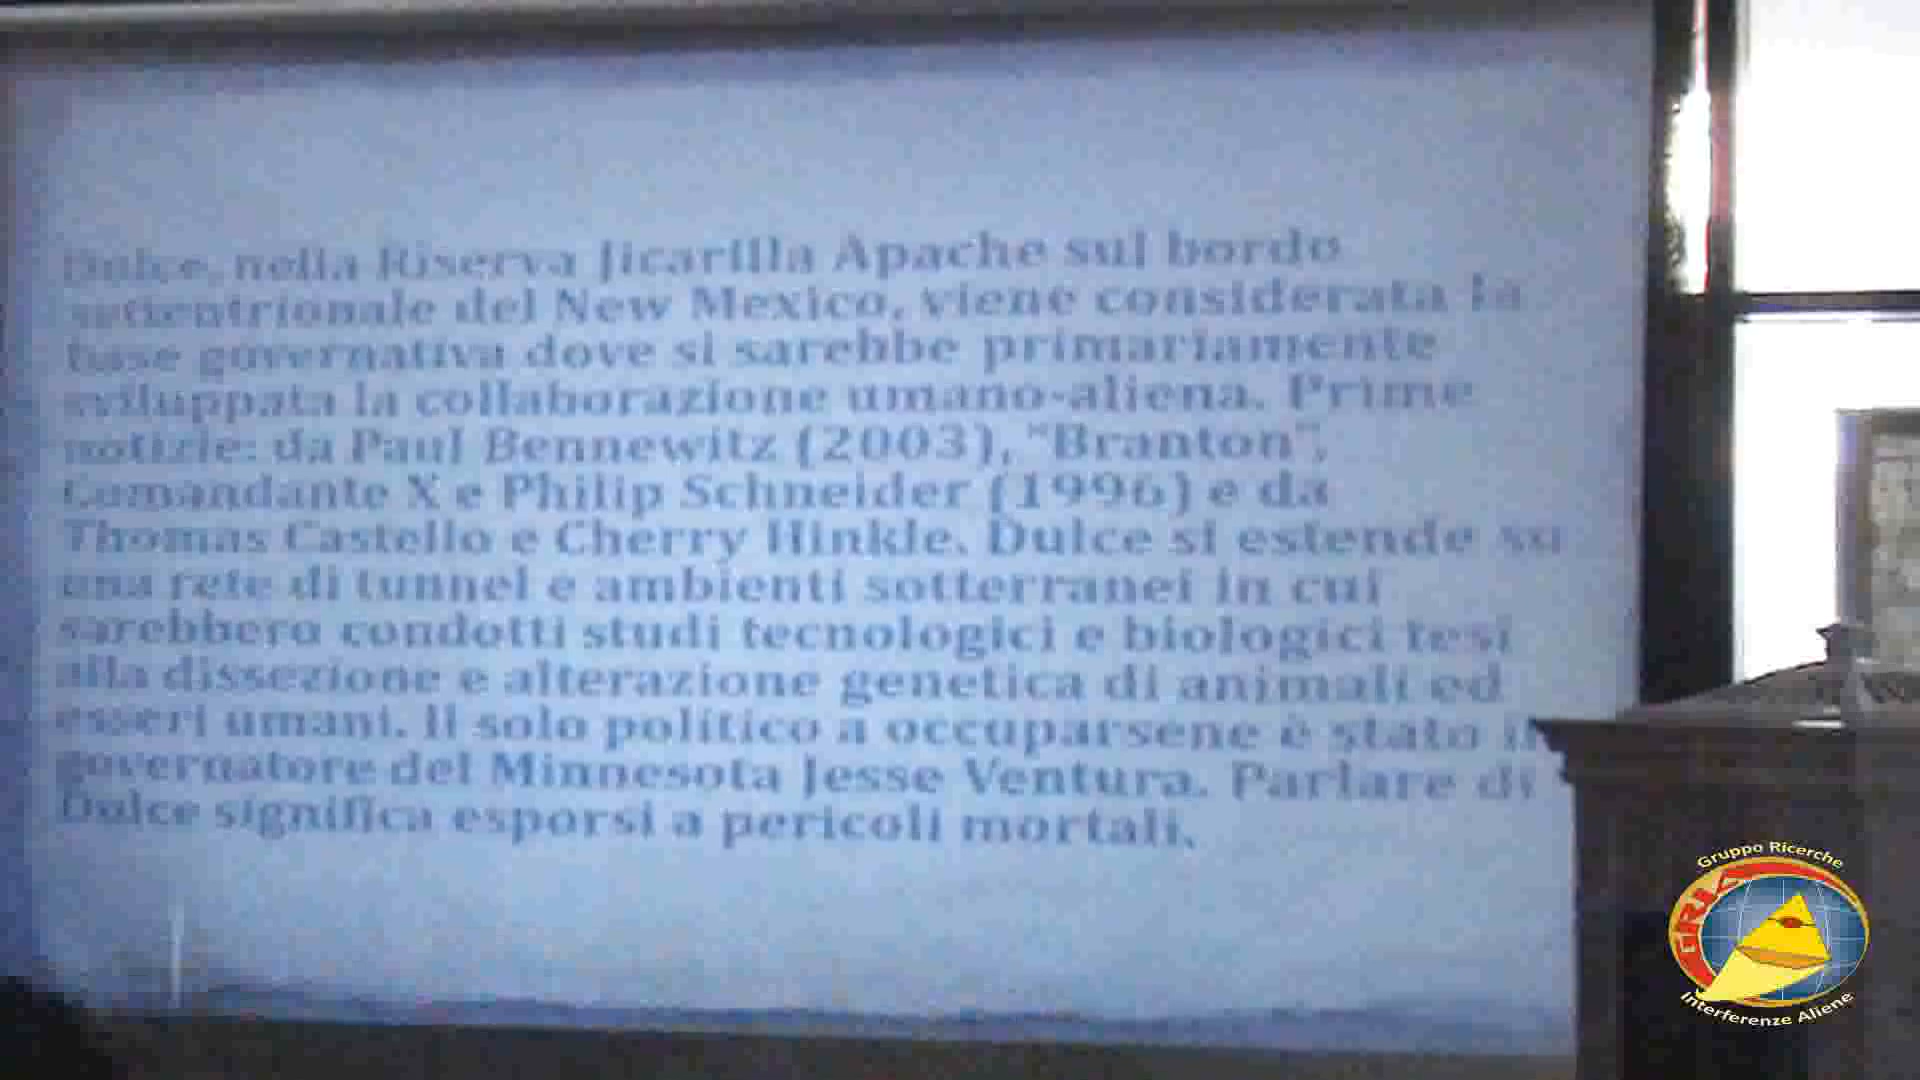 Dulce, nella Riserva Jicarilla Apache sul bordo
settentrionale del New Mexico, viene considerata la
base governativa dove si sarebbe primariamente
sviluppata la collaborazione umano-aliena. Prime
notizie: da Paul Bennewitz (2003), "Branton",
Comandante X e Philip Schneider (1996) e da
Thomas Castello e Cherry Hinkle. Dulce si estende su
una rete di tunnel e ambienti sotterranei in cui
sarebbero condotti studi tecnologici e biologici tesi
alla dissezione e alterazione genetica di animali ed
esseri umani. Il solo politico a occuparsene è stato il
governatore del Minnesota Jesse Ventura. Parlare di
Dulce significa esporsi a pericoli mortali.
Gruppo Ricerche
GRIA
Interferenze Aliene